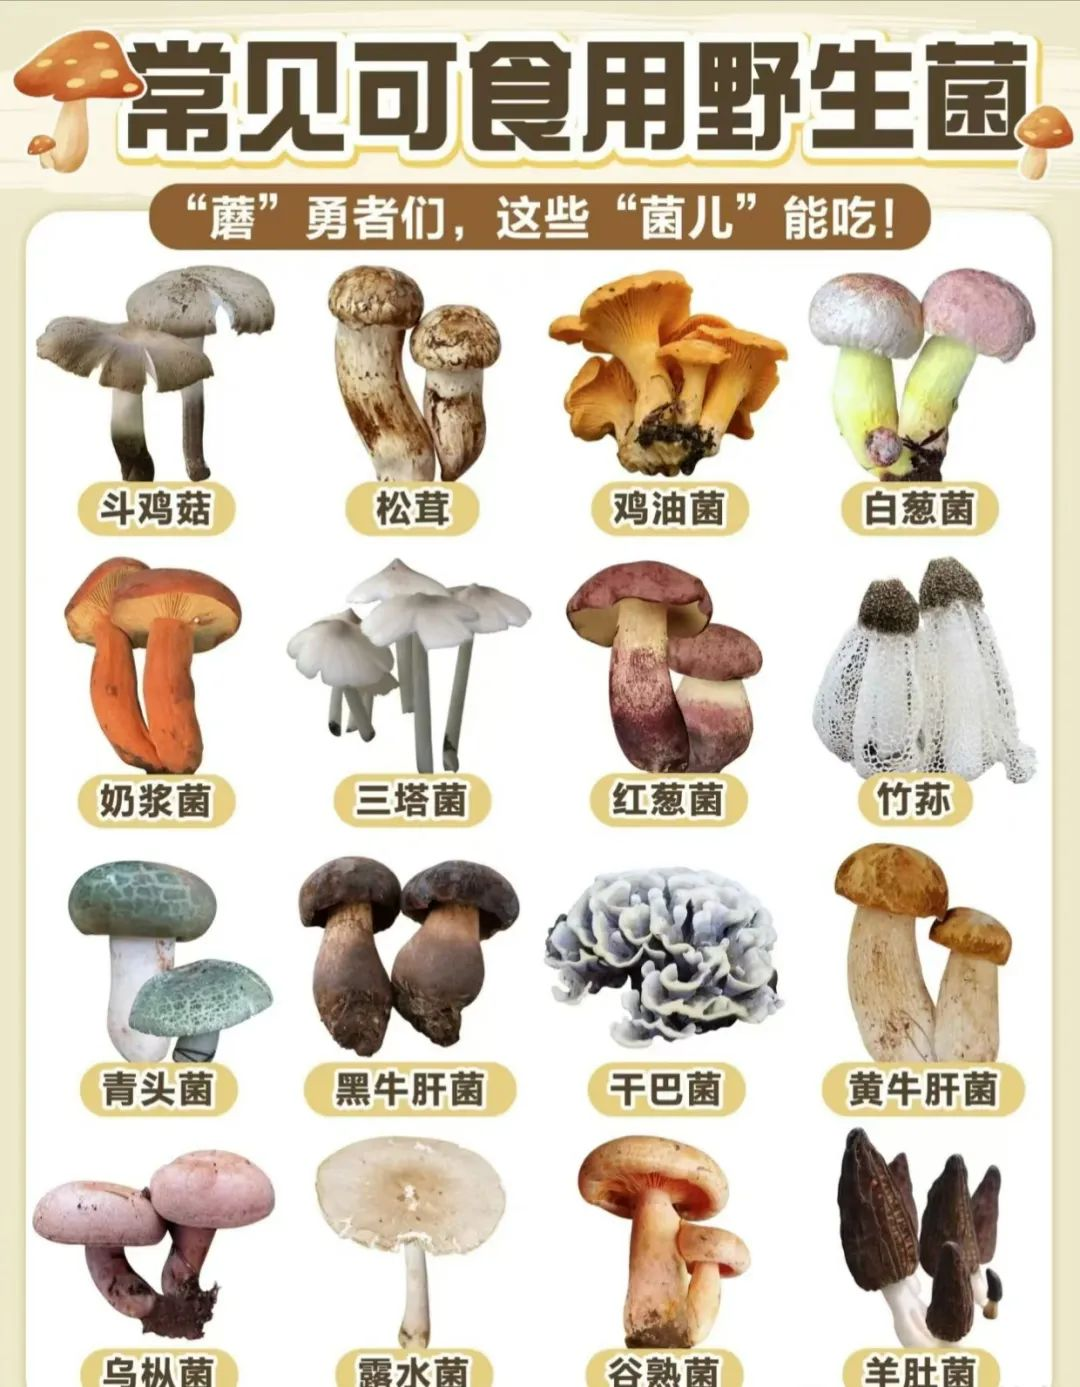 常见可食用野生菌
“蘑”勇者们，这些“菌儿”能吃！
斗鸡菇 松茸 鸡油菌 白葱菌
奶浆菌 三塔菌 红葱菌 竹荪
青头菌 黑牛肝菌 干巴菌 黄牛肝菌
乌枞菌 露水菌 谷熟菌 羊肚菌